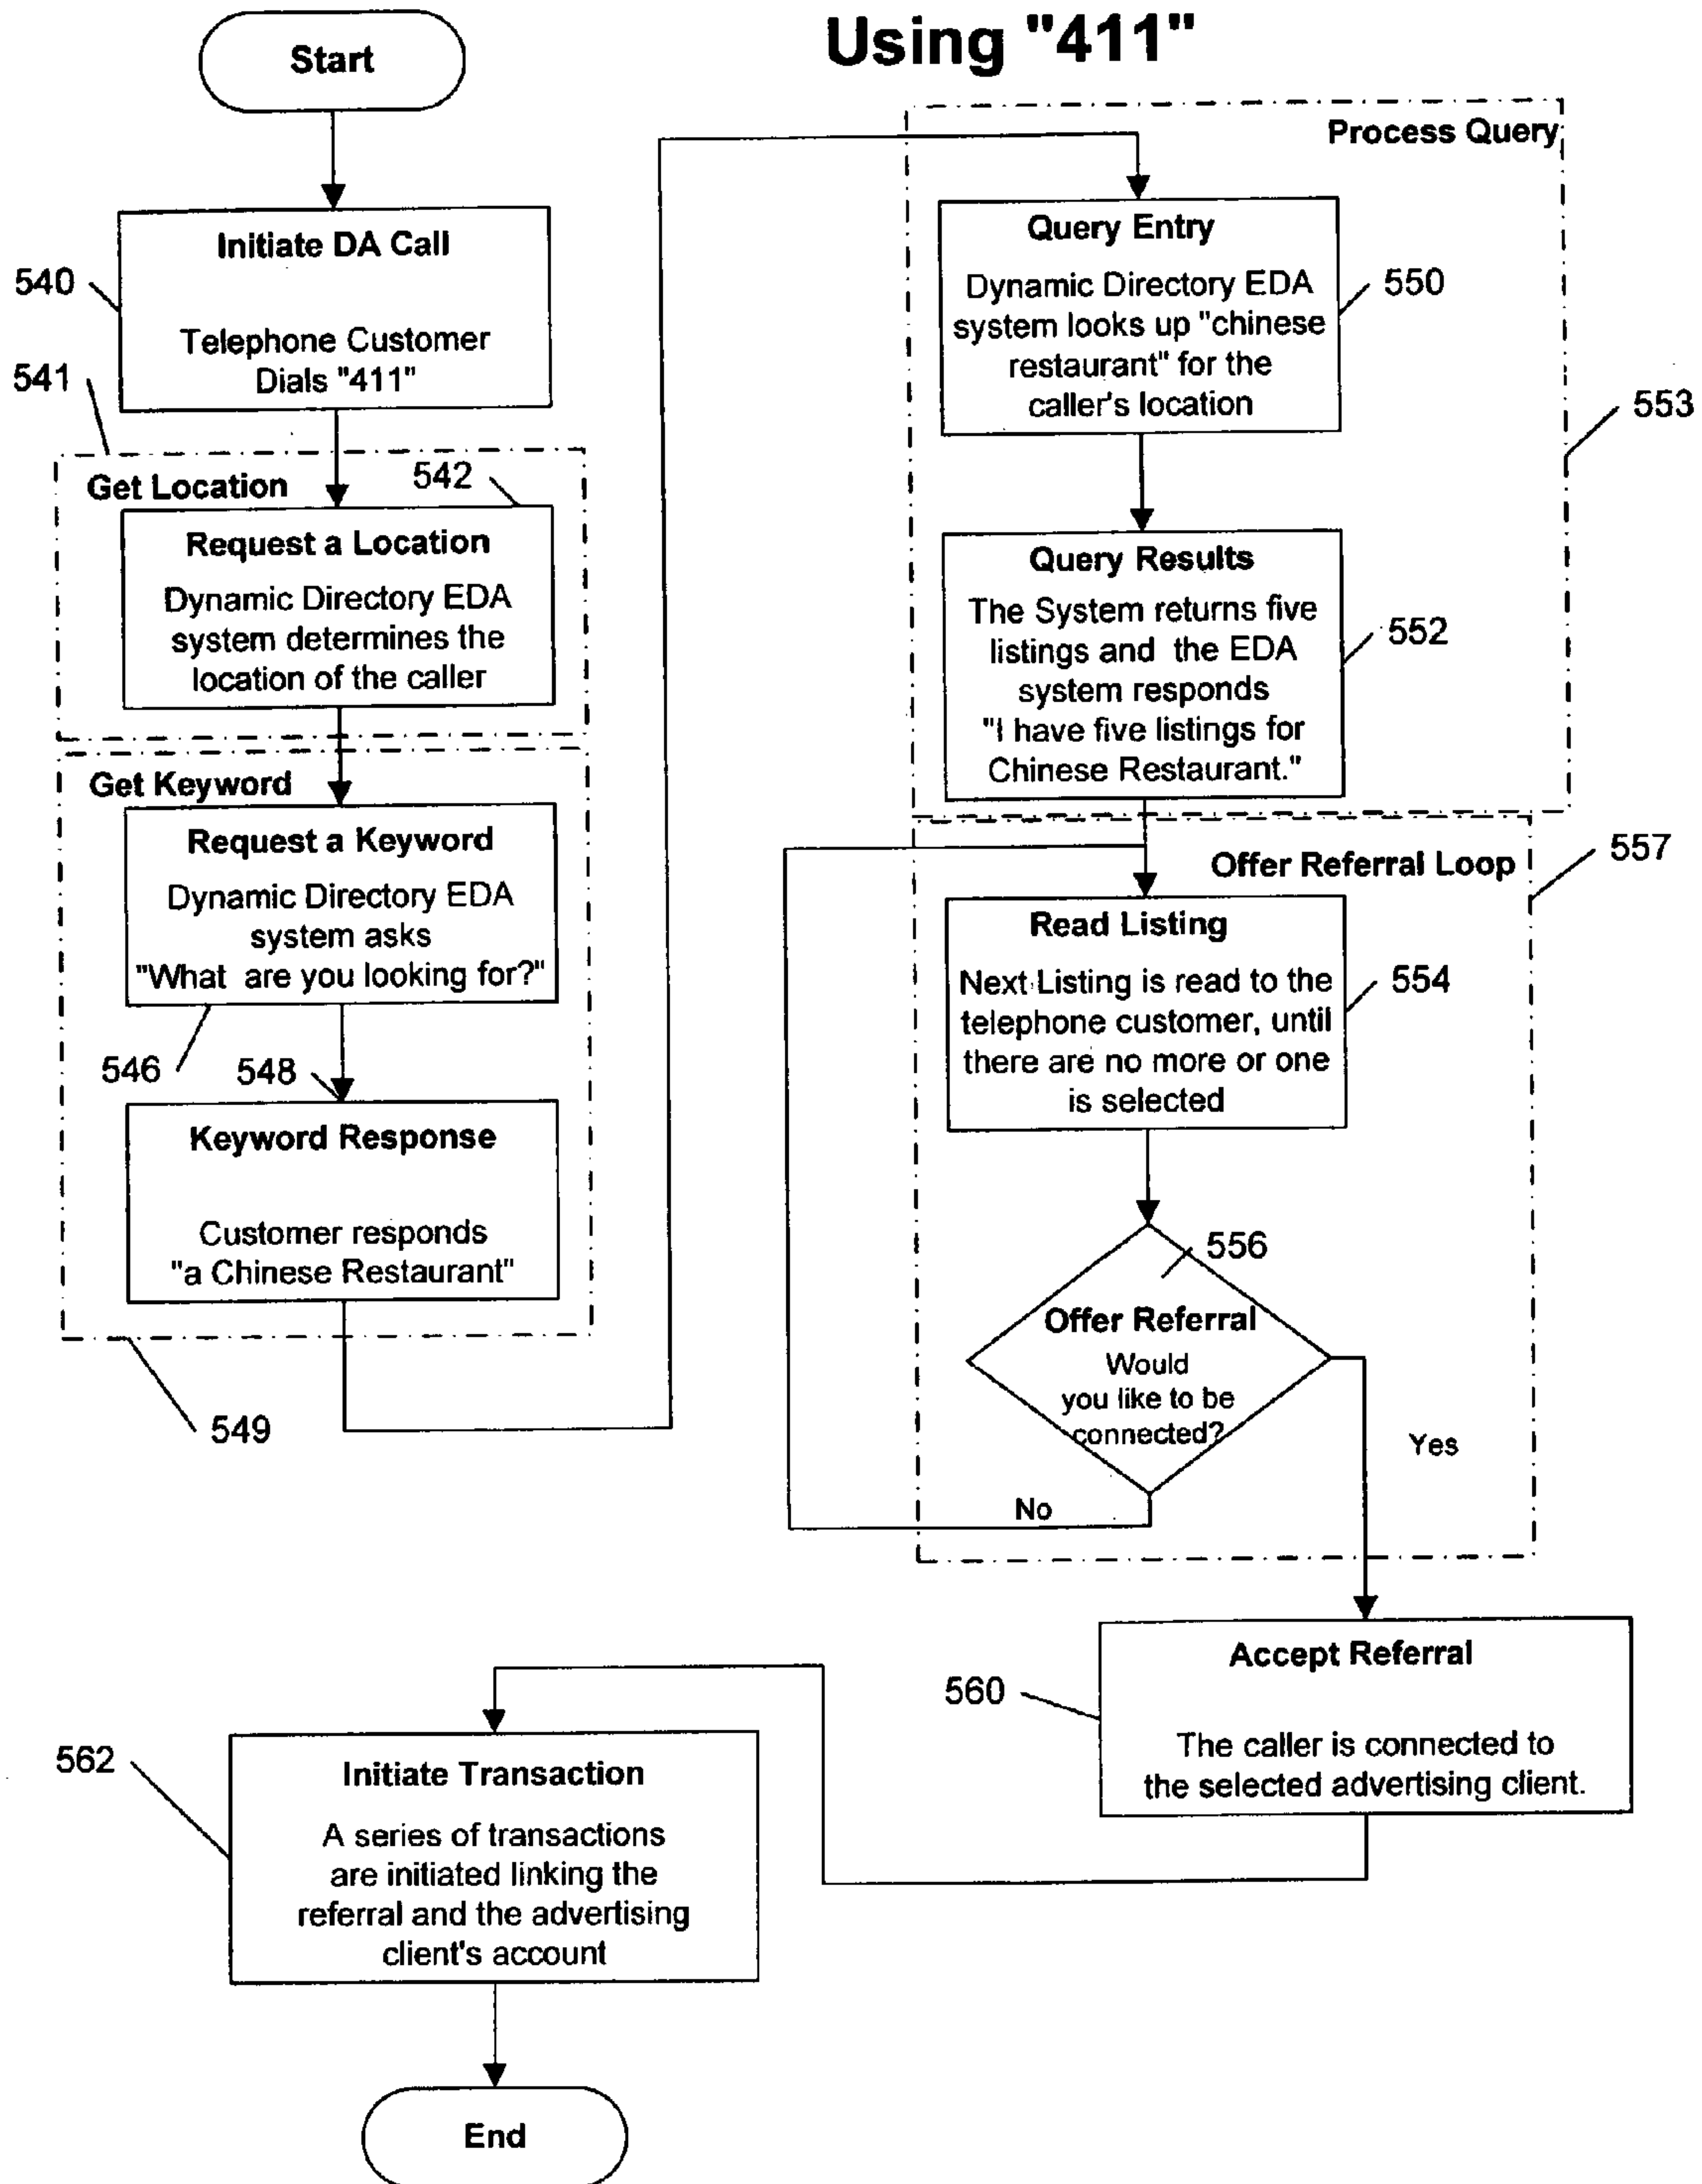 Using "411"
Start
Initiate DA Call
Telephone Customer
Dials "411"
540
541
Get Location
542
Request a Location
Dynamic Directory EDA
system determines the
location of the caller
Get Keyword
Request a Keyword
Dynamic Directory EDA
system asks
"What are you looking for?"
546
548
Keyword Response
Customer responds
"a Chinese Restaurant"
549
Process Query
Query Entry
Dynamic Directory EDA
system looks up "chinese
restaurant" for the
caller's location
550
553
Query Results
The System returns five
listings and the EDA
system responds
"I have five listings for
Chinese Restaurant."
552
557
Offer Referral Loop
Read Listing
Next Listing is read to the
telephone customer, until
there are no more or one
is selected
554
556
Offer Referral
Would
you like to be
connected?
Yes
No
Accept Referral
The caller is connected to
the selected advertising client.
560
562
Initiate Transaction
A series of transactions
are initiated linking the
referral and the advertising
client's account
End